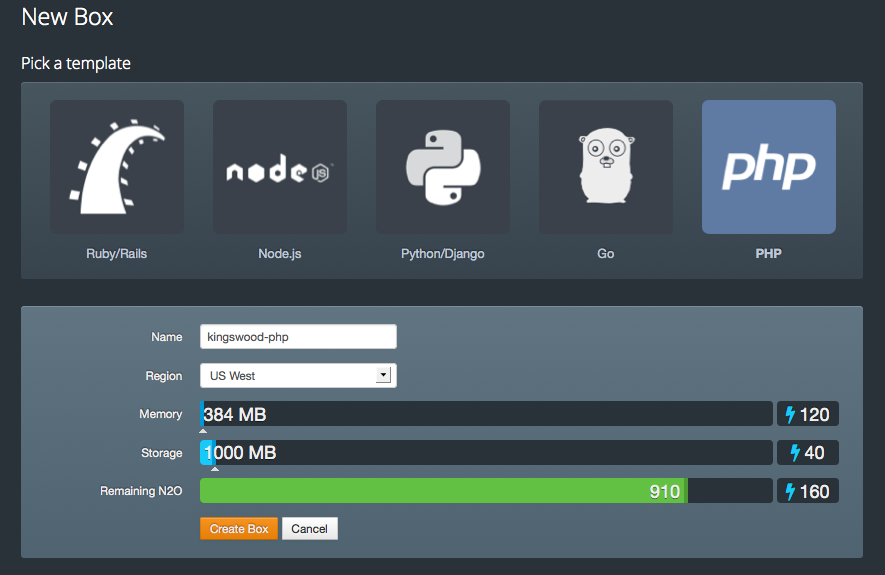 New Box
Pick a template
node JS
php
Ruby/Rails Node.js Python/Django Go PHP
Name kingswood-php
Region US West
Memory 384 MB 120
Storage 1000 MB 40
Remaining N2O 910 160
Create Box Cancel